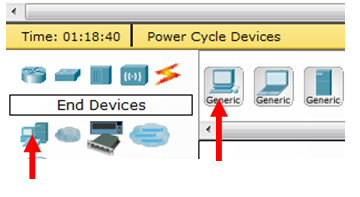 Time: 01:18:40 Power Cycle Devices
End Devices
Generic Generic Generic